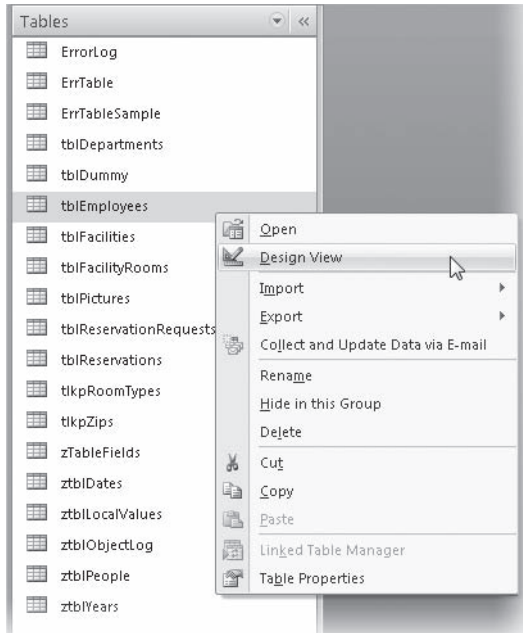 Tables
ErrorLog
ErrTable
ErrTableSample
tblDepartments
tblDummy
tblEmployees
tblFacilities
tblFacilityRooms
tblPictures
tblReservationRequests
tblReservations
tlkpRoomTypes
tlkpZips
zTableFields
ztblDates
ztblLocalValues
ztblObjectLog
ztblPeople
ztblYears
Open
Design View
Import
Export
Collect and Update Data via E-mail
Rename
Hide in this Group
Delete
Cut
Copy
Paste
Linked Table Manager
Table Properties